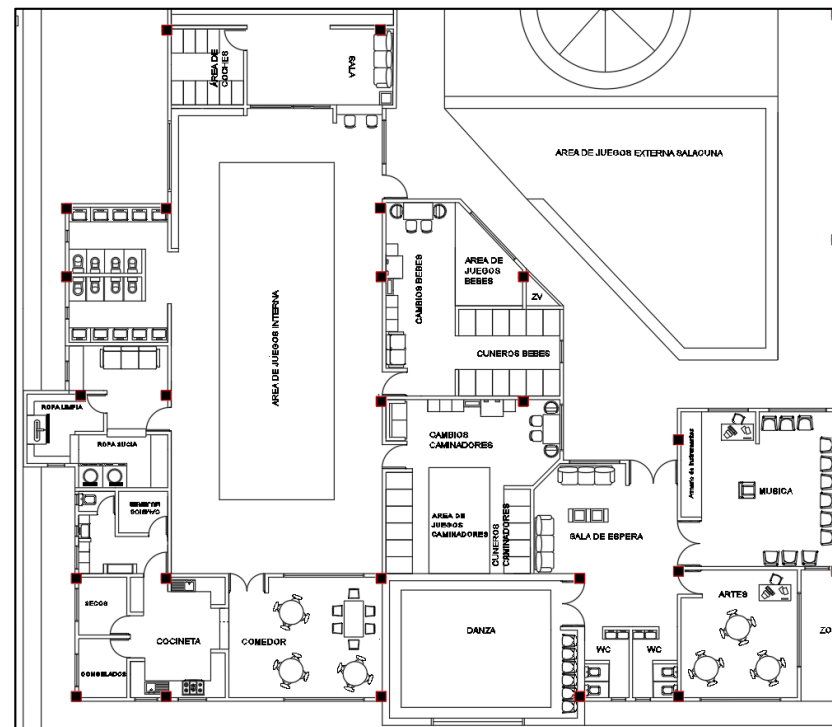 ÁREA DE
COCHES
SALA
AREA DE JUEGOS EXTERNA SALACUNA
AREA DE JUEGOS INTERNA
CAMBIOS BEBES
AREA DE
JUEGOS
BEBES
ZV
CUNEROS BEBES
ROPA LIMPIA
ROPA SUCIA
CAMBIOS
CAMINADORES
AREA DE
JUEGOS
CAMINADORES
CUNEROS
CAMINADORES
Armario de Instrumentos
MUSICA
SALA DE ESPERA
SECOS
COCINETA
COMEDOR
DANZA
WC
WC
ARTES
ZO
CONGELADOS